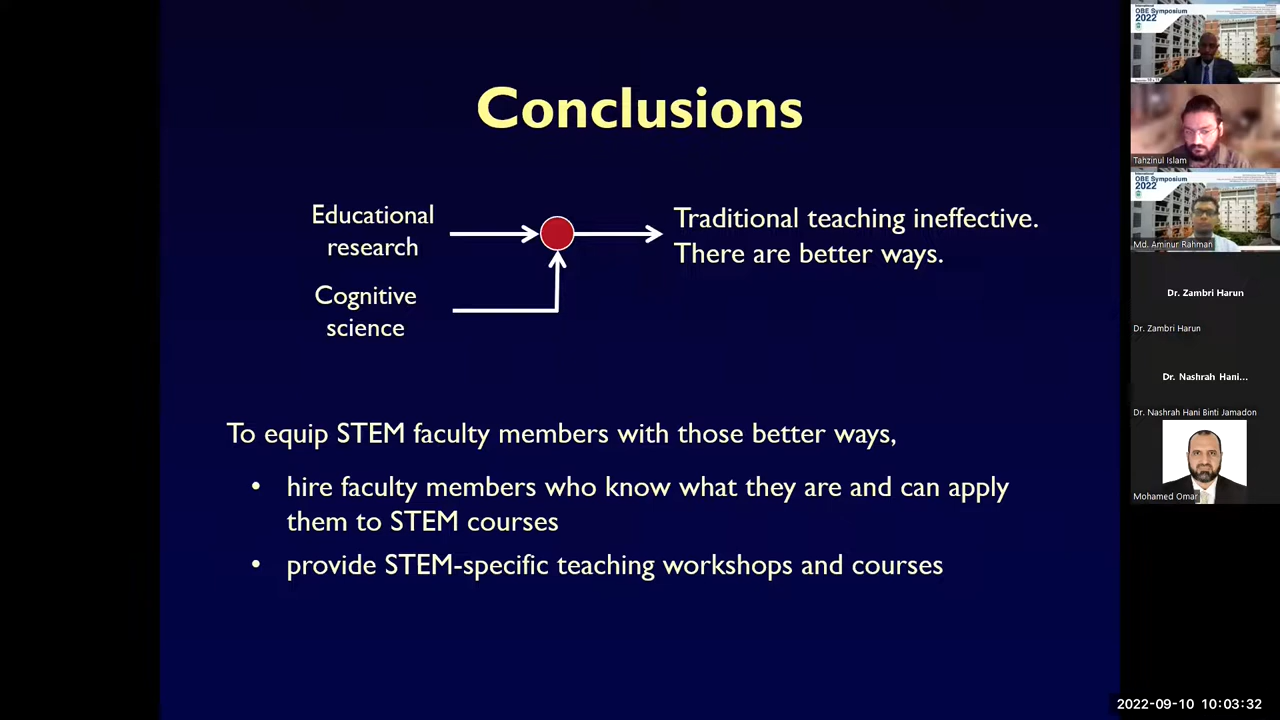 Conclusions
Educational
research
Cognitive
science
Traditional teaching ineffective.
There are better ways.
To equip STEM faculty members with those better ways,
• hire faculty members who know what they are and can apply
them to STEM courses
• provide STEM-specific teaching workshops and courses
International
OBE Symposium
2022
Tahzinul Islam
International
OBE Symposium
2022
Md. Aminur Rahman
Dr. Zambri Harun
Dr. Zambri Harun
Dr. Nashrah Hani...
Dr. Nashrah Hani Binti Jamadon
Mohamed Omar
2022-09-10 10:03:32